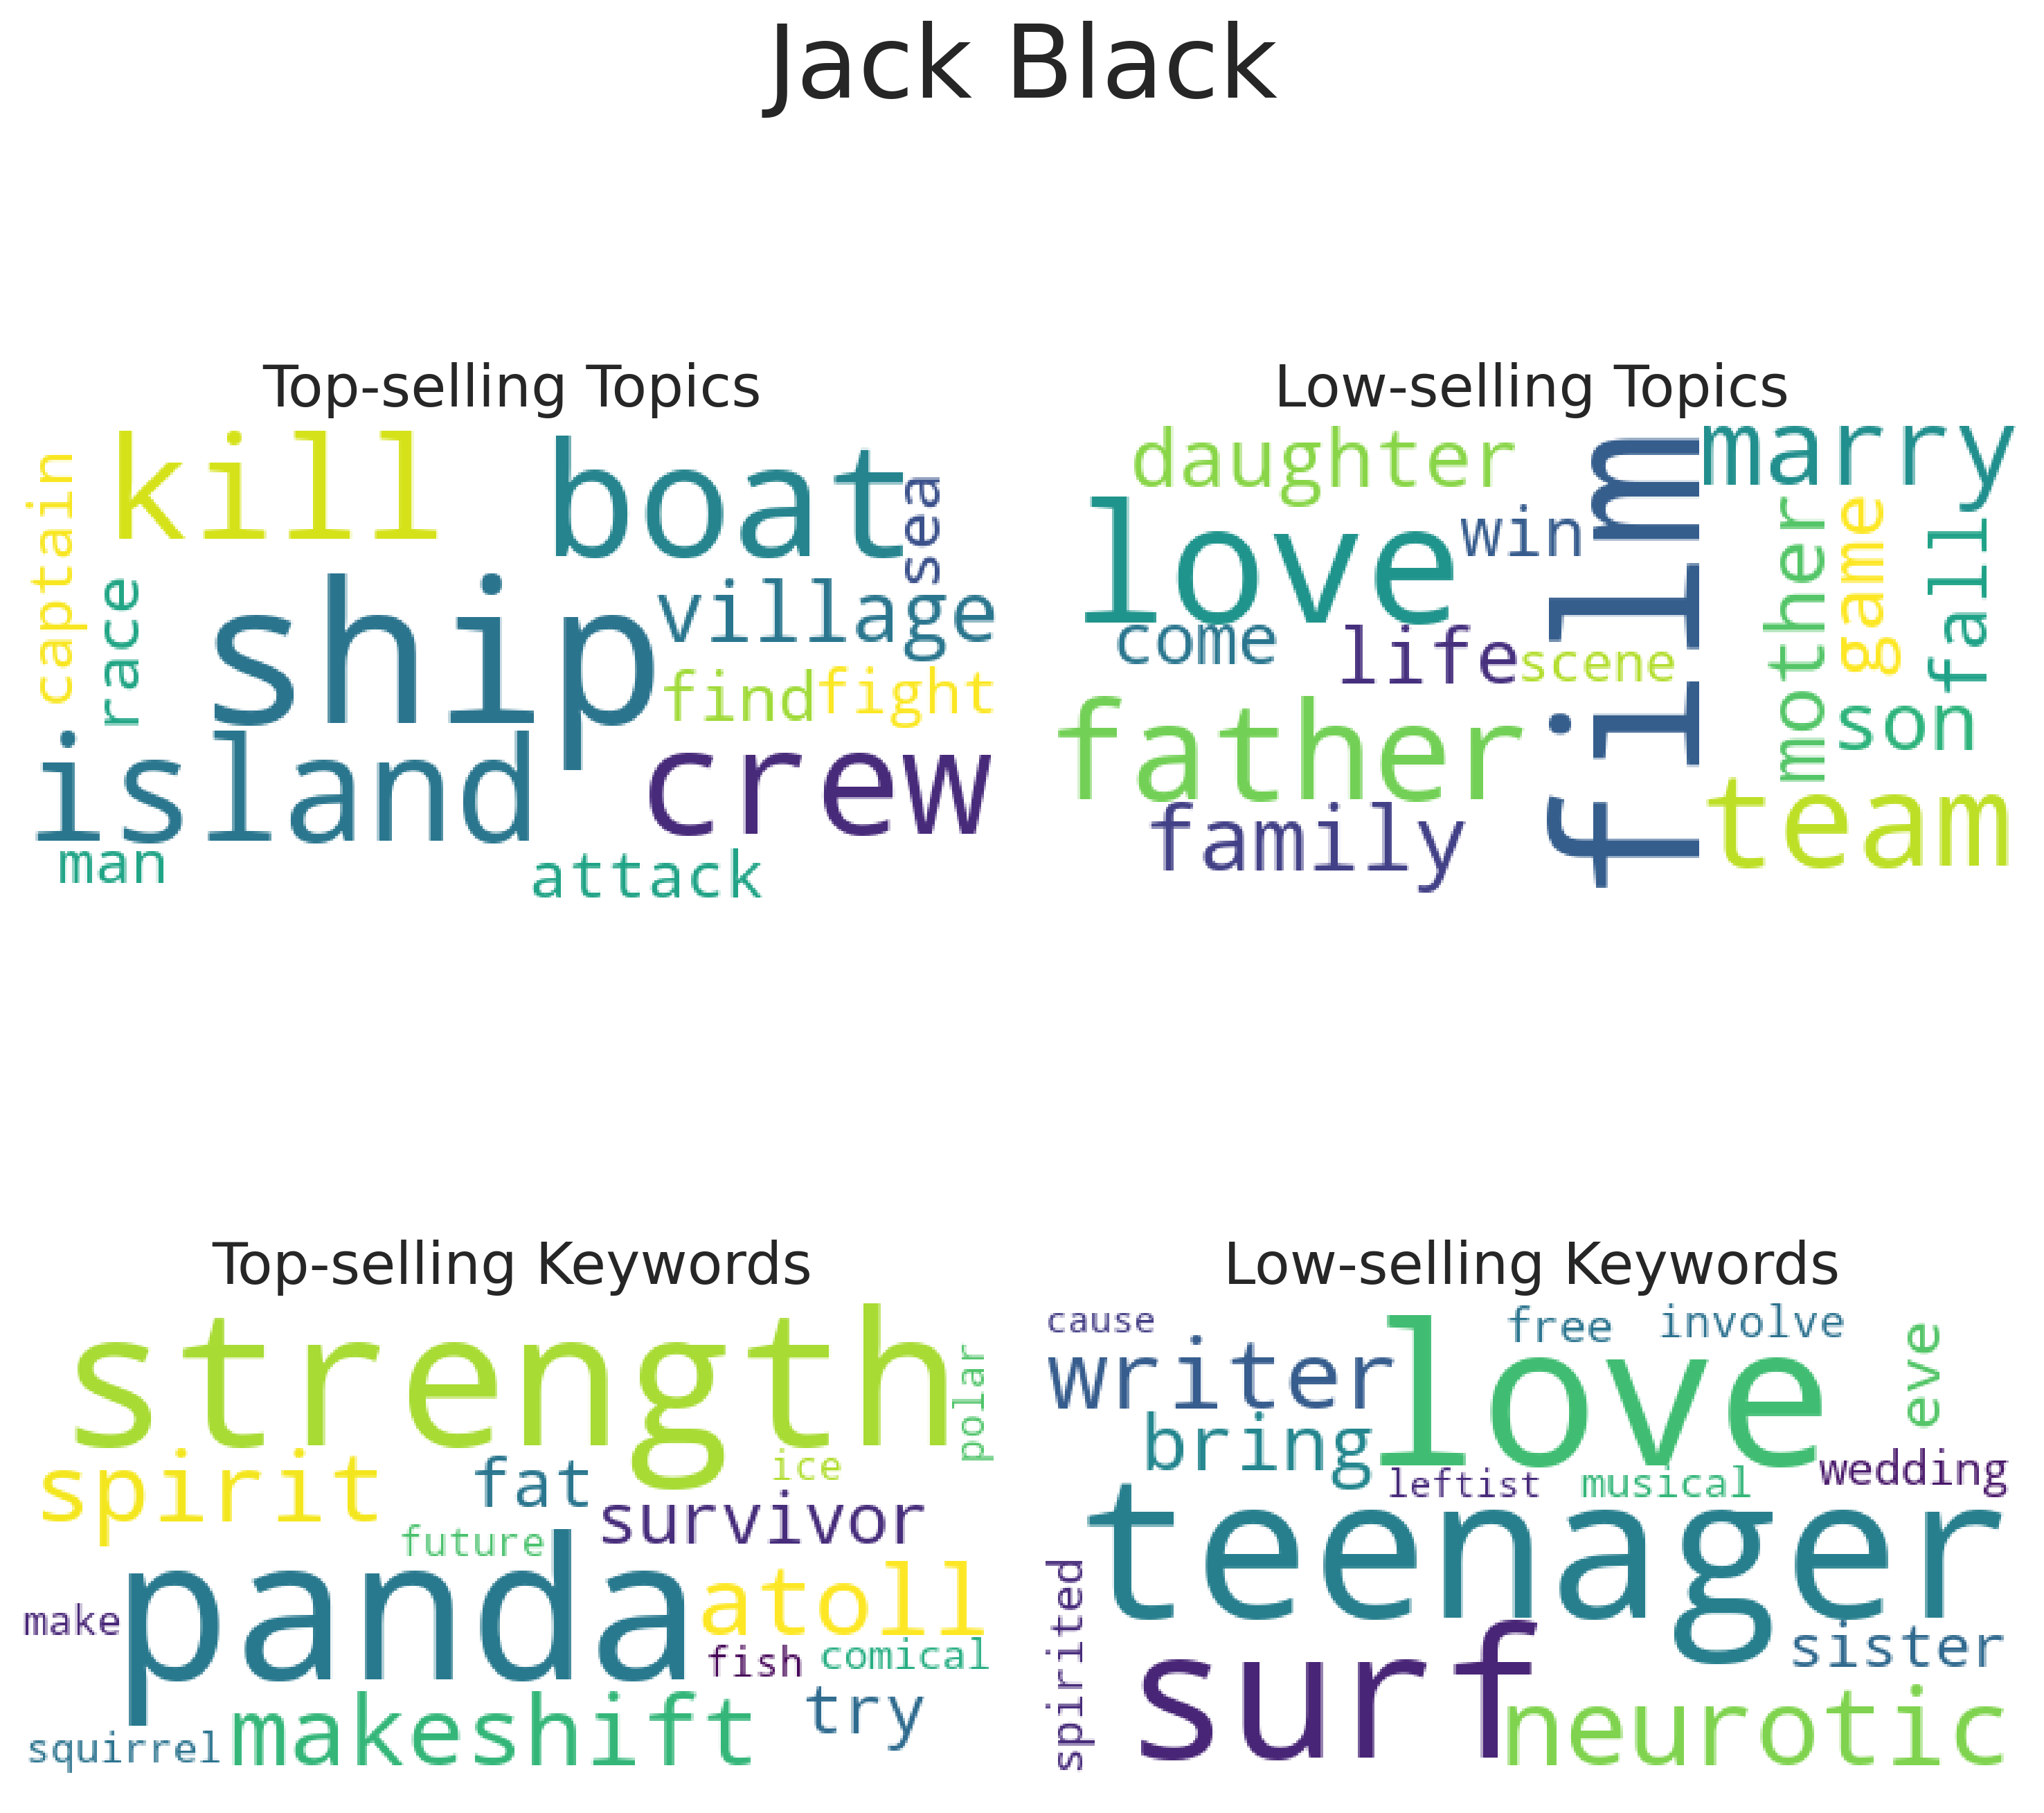 Jack Black
Top-selling Topics
captain
kill
boat
sea
race
ship
village
find
fight
island
crew
man
attack
Low-selling Topics
daughter
marry
love
win
film
mother
game
fall
come
life
scene
father
son
family
team
Top-selling Keywords
strength
polar
spirit
fat
ice
survivor
future
panda
atoll
make
fish
comical
try
squirrel
makeshift
Low-selling Keywords
cause
free
involve
writer
love
eve
bring
leftist
musical
wedding
teenager
spirited
surf
sister
neurotic